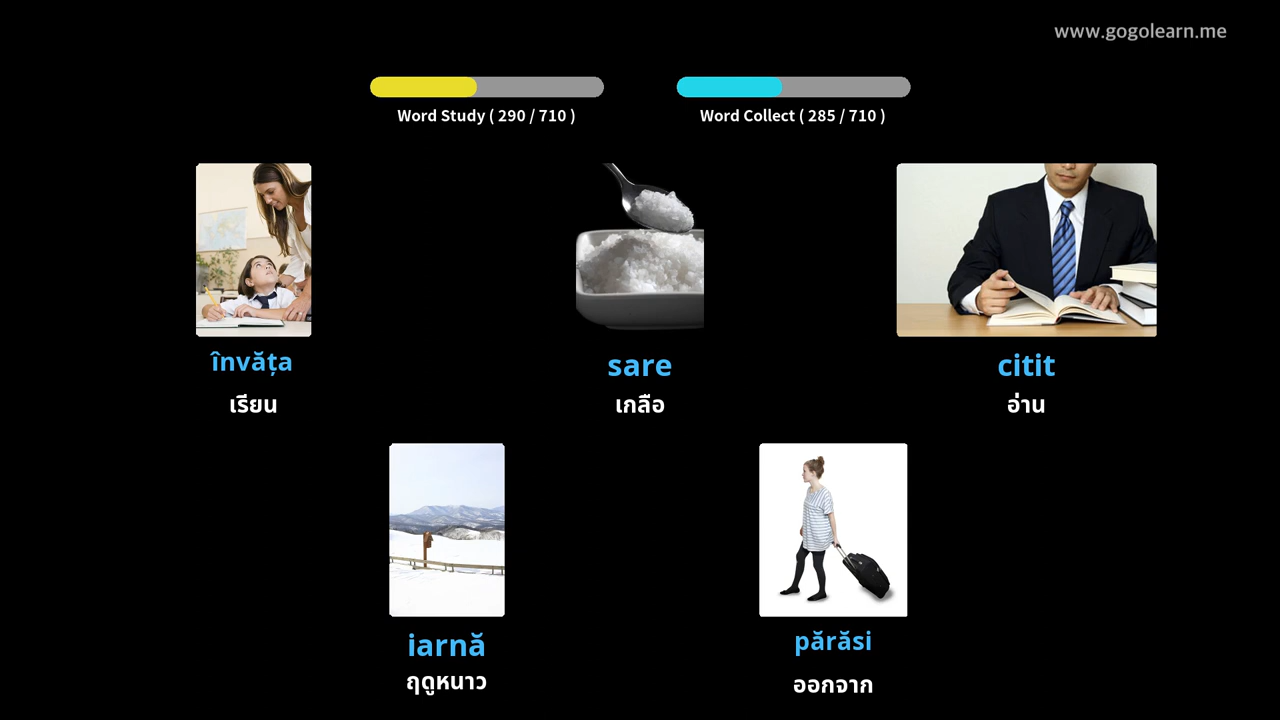 www.gogolearn.me
Word Study ( 290 / 710 )
Word Collect ( 285 / 710 )
învăța
เรียน
sare
เกลือ
citit
อ่าน
iarnă
ฤดูหนาว
părăsi
ออกจาก